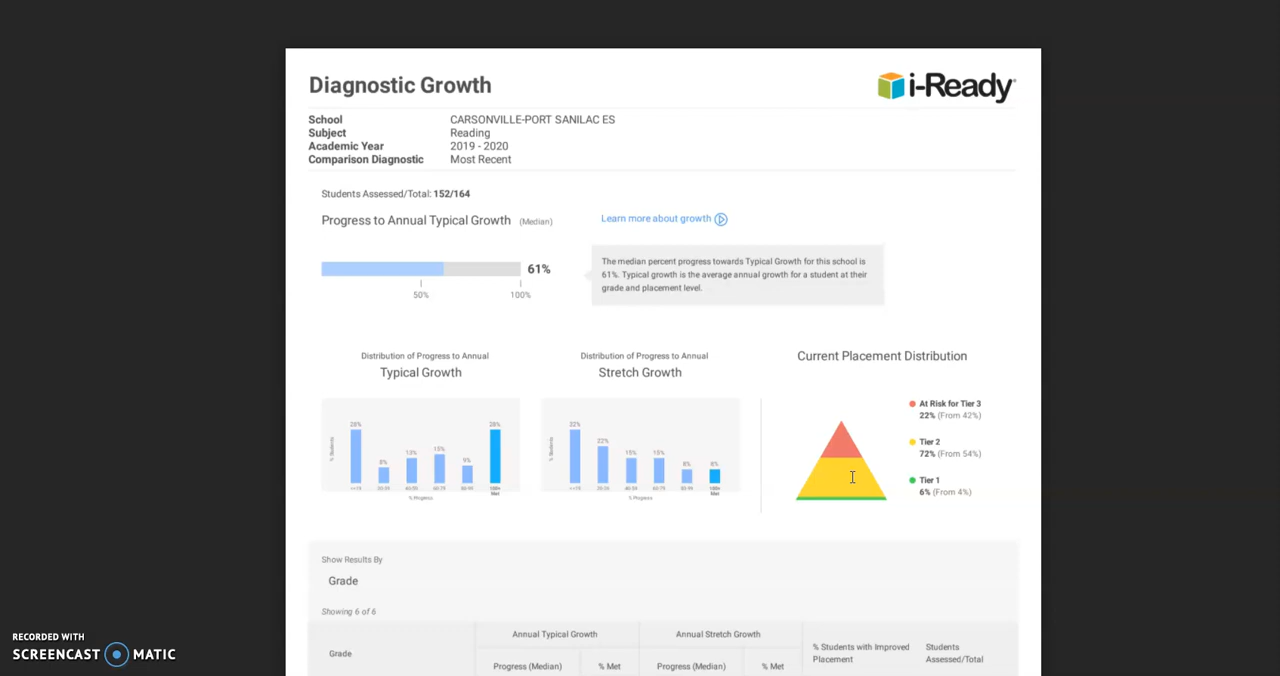 Diagnostic Growth
i-Ready
School CARSONVILLE-PORT SANILAC ES
Subject Reading
Academic Year 2019 - 2020
Comparison Diagnostic Most Recent
Students Assessed/Total: 152/164
Progress to Annual Typical Growth (Median)
Learn more about growth
61%
50% 100%
The median percent progress towards Typical Growth for this school is
61%. Typical growth is the average annual growth for a student at their
grade and placement level.
Distribution of Progress to Annual
Typical Growth
% Students
28% 8% 13% 15% 9% 28%
Met
% Progress
Distribution of Progress to Annual
Stretch Growth
% Students
22% 22% 15% 15% 8% 8%
Met
% Progress
Current Placement Distribution
At Risk for Tier 3
22% (From 42%)
Tier 2
72% (From 54%)
Tier 1
6% (From 4%)
Show Results By
Grade
Showing 6 of 6
Grade
Annual Typical Growth
Progress (Median) % Met
Annual Stretch Growth
Progress (Median) % Met
% Students with Improved
Placement
Students
Assessed/Total
RECORDED WITH
SCREENCAST MATIC